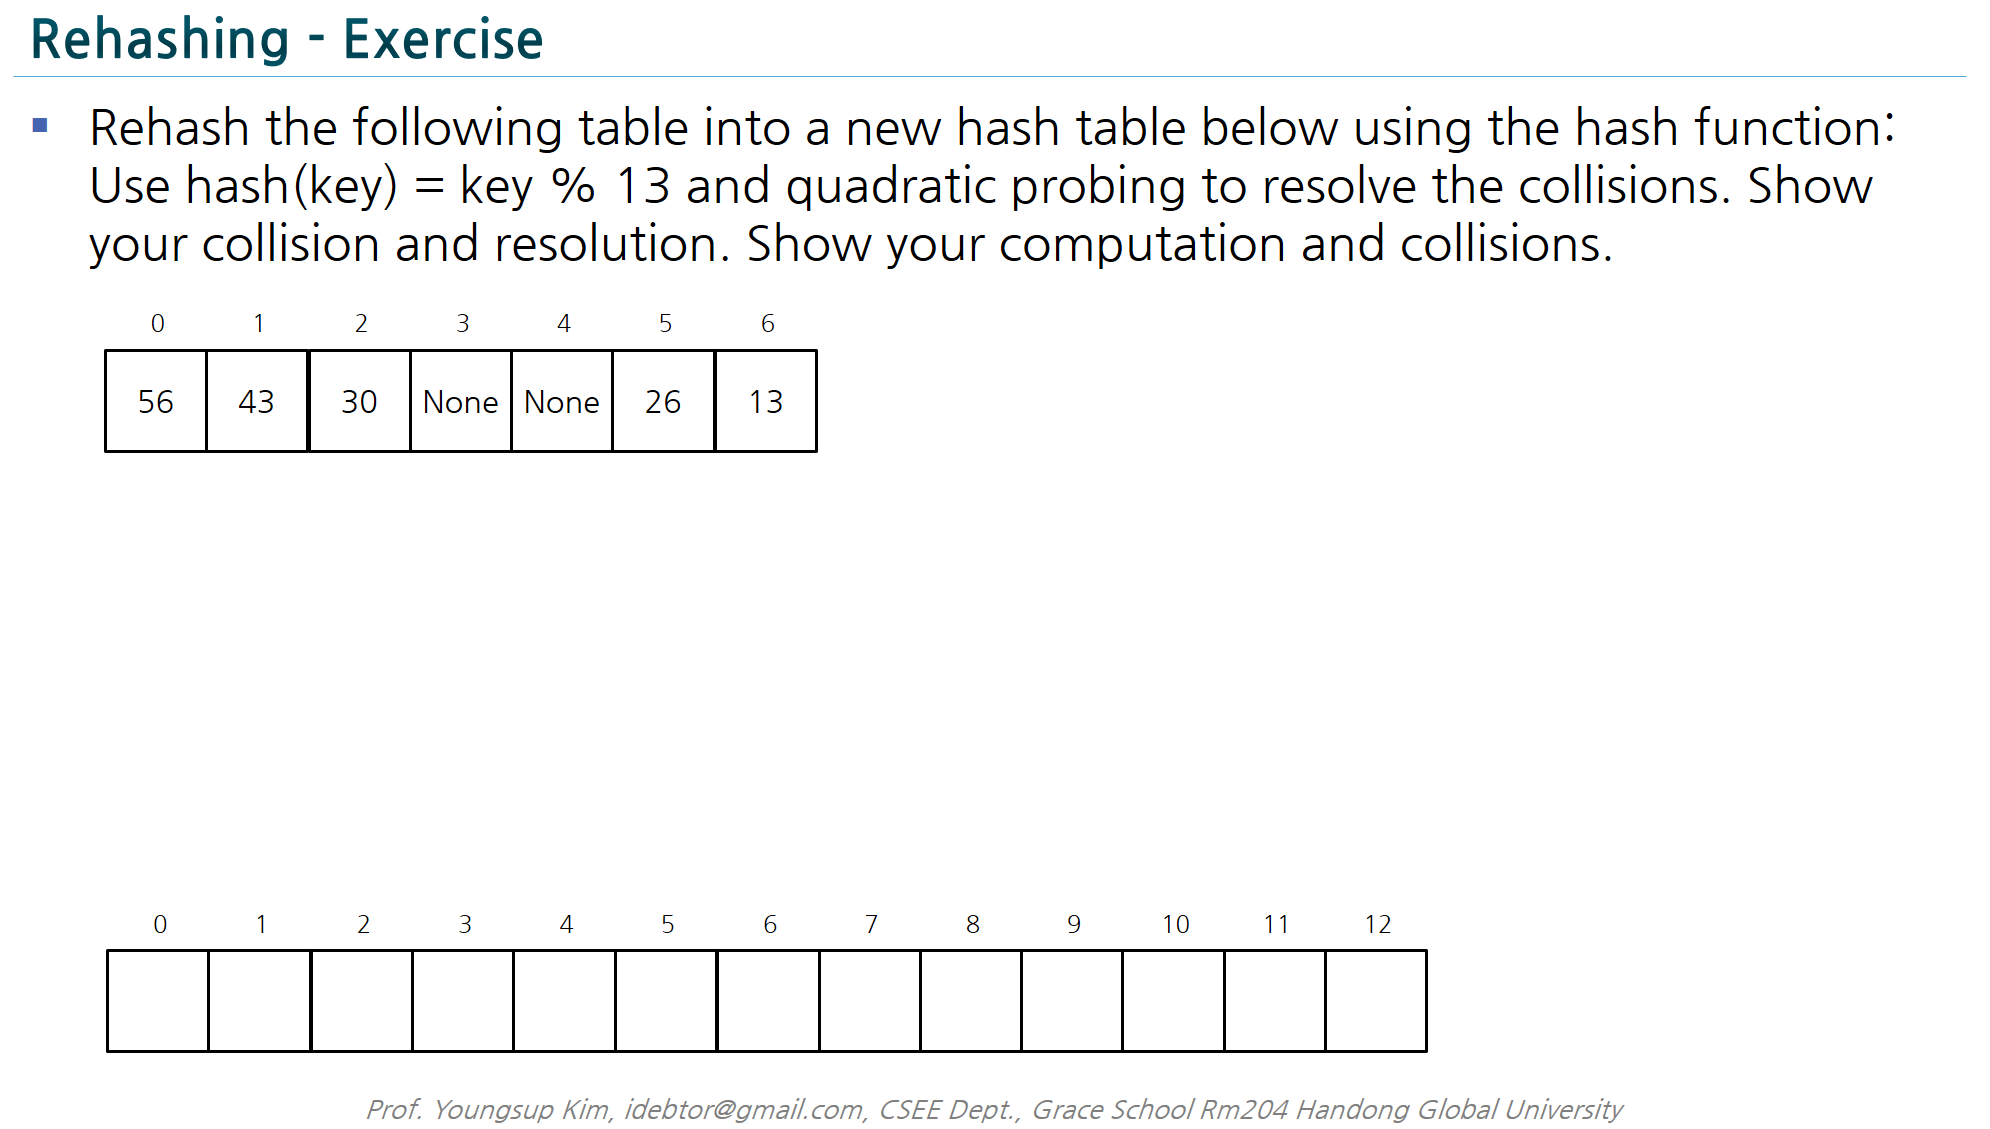 Rehashing - Exercise
▪ Rehash the following table into a new hash table below using the hash function:
Use hash(key) = key % 13 and quadratic probing to resolve the collisions. Show
your collision and resolution. Show your computation and collisions.
0 1 2 3 4 5 6
56 43 30 None None 26 13
0 1 2 3 4 5 6 7 8 9 10 11 12
Prof. Youngsup Kim, idebtor@gmail.com, CSEE Dept., Grace School Rm204 Handong Global University